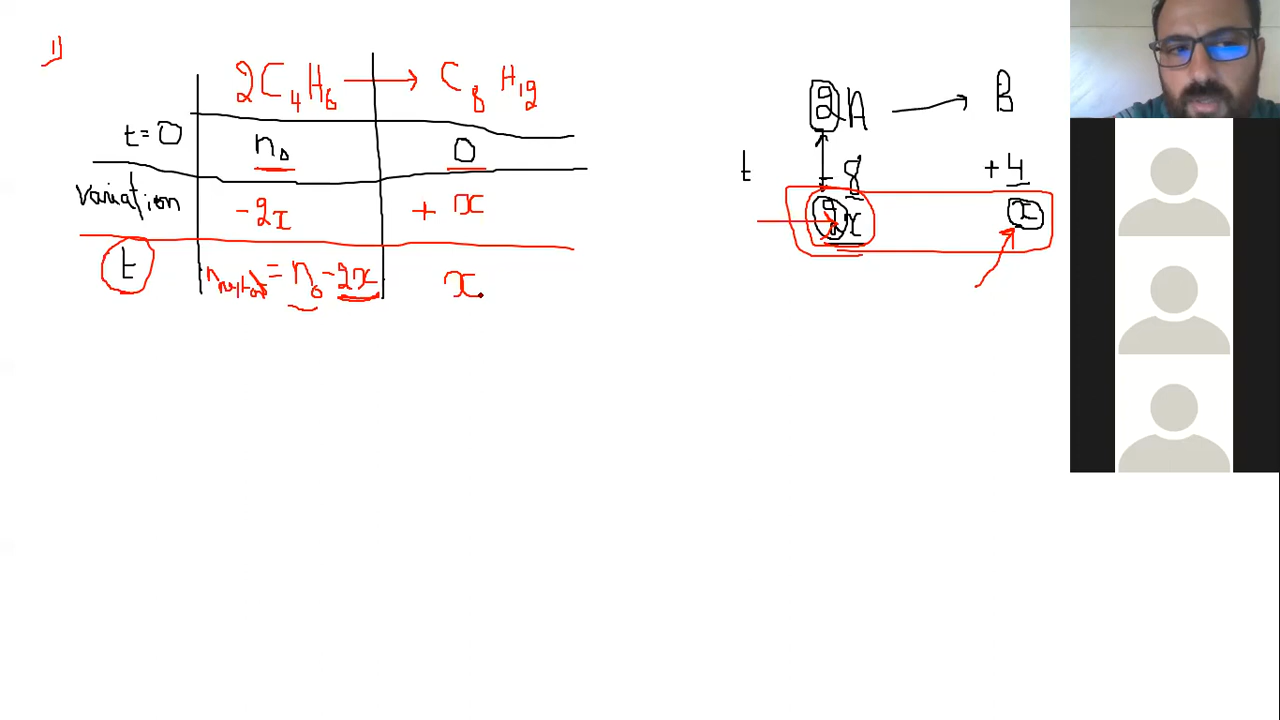 1)
2C₄H₆ → C₈H₁₂
t=0 n₀ 0
variation -2x + x
t = n₀ - 2x x
2A → B
t - 8 +4
2x x